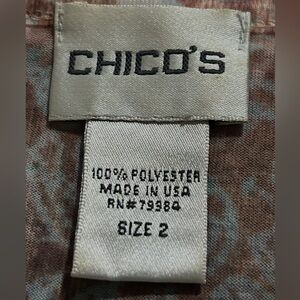 CHICO'S
100% POLYESTER
MADE IN USA
RN#79984
SIZE 2